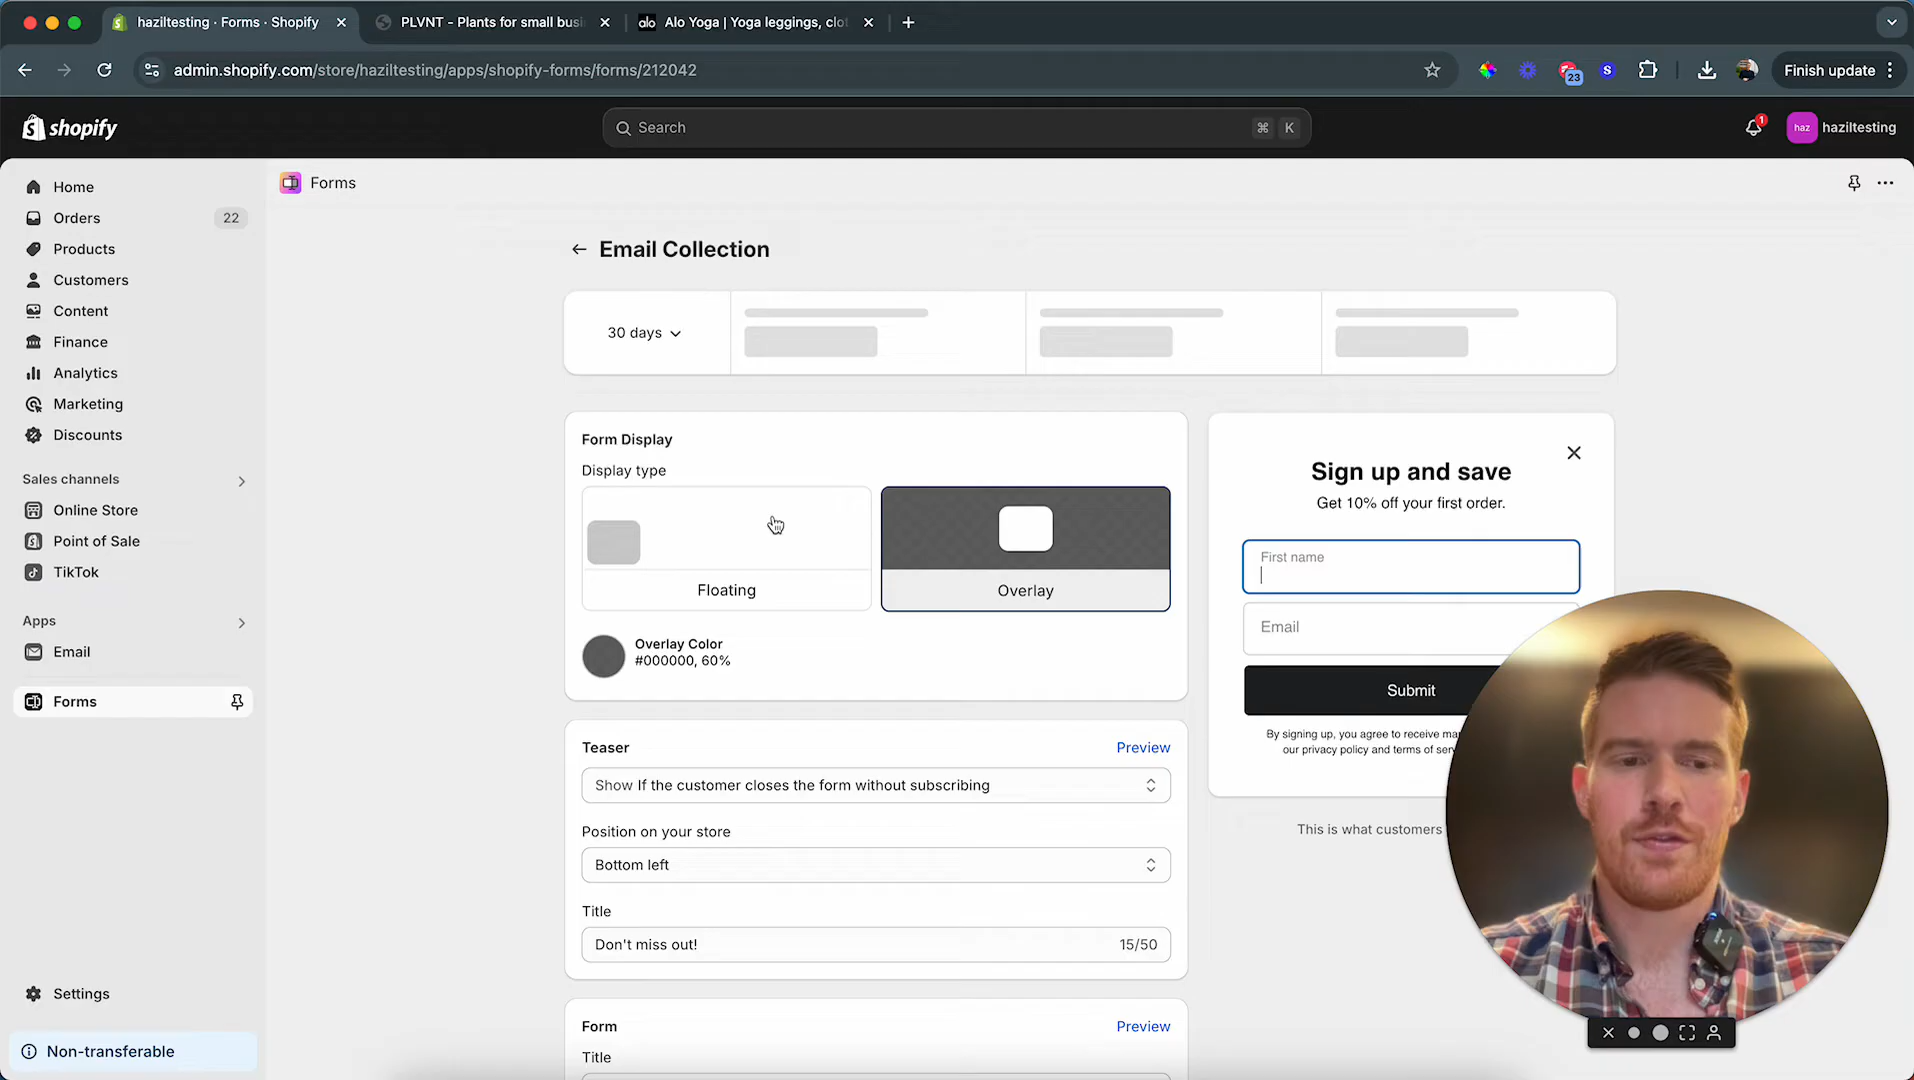 haziltesting · Forms · Shopify
PLVNT - Plants for small busi
alo
Alo Yoga | Yoga leggings, clot
admin.shopify.com/store/haziltesting/apps/shopify-forms/forms/212042
23
S
Finish update
shopify
Search
⌘ K
1
haz
haziltesting
Home
Orders 22
Products
Customers
Content
Finance
Analytics
Marketing
Discounts
Sales channels
Online Store
Point of Sale
TikTok
Apps
Email
Forms
Settings
Non-transferable
Forms
Email Collection
30 days
Form Display
Display type
Floating
Overlay
Overlay Color
#000000, 60%
Teaser
Preview
Show If the customer closes the form without subscribing
Position on your store
Bottom left
Title
Don't miss out!
15/50
Form
Preview
Title
Sign up and save
Get 10% off your first order.
First name
Email
Submit
By signing up, you agree to receive
our privacy policy and terms of
This is what customers